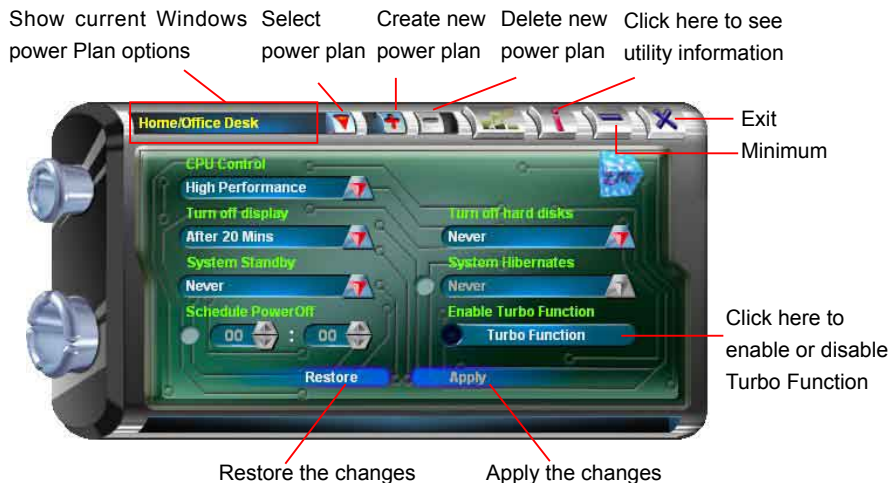 Show current Windows power Plan options
Select power plan
Create new power plan
Delete new power plan
Click here to see utility information
Home/Office Desk
Exit
Minimum
CPU Control
High Performance
Turn off display
After 20 Mins
Turn off hard disks
Never
System Standby
Never
System Hibernates
Never
Schedule PowerOff
00 : 00
Enable Turbo Function
Turbo Function
Click here to enable or disable Turbo Function
Restore
Apply
Restore the changes
Apply the changes